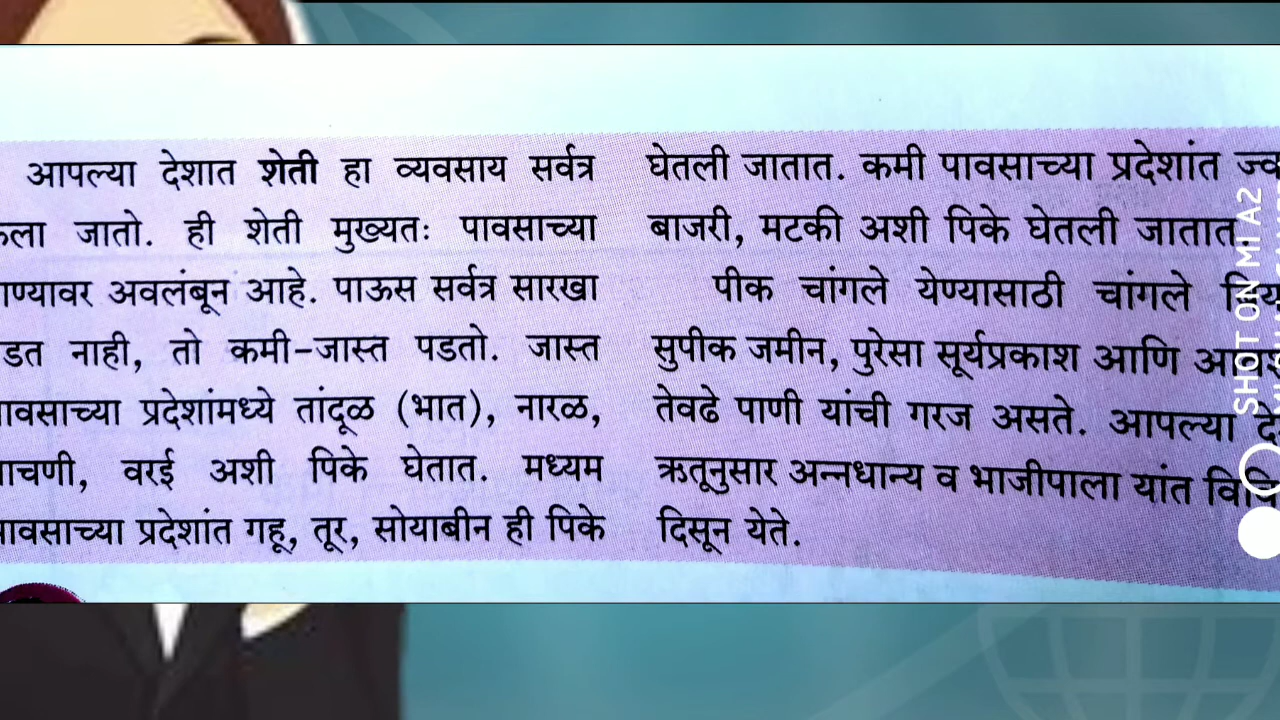 आपल्या देशात शेती हा व्यवसाय सर्वत्र
जातो. ही शेती मुख्यतः पावसाच्या
अवलंबून आहे. पाऊस सर्वत्र सारखा
नाही, तो कमी-जास्त पडतो. जास्त
प्रदेशांमध्ये तांदूळ (भात), नारळ,
वरई अशी पिके घेतात. मध्यम
प्रदेशांत गहू, तूर, सोयाबीन ही पिके
घेतली जातात. कमी पावसाच्या प्रदेशांत
बाजरी, मटकी अशी पिके घेतली जातात.
पीक चांगले येण्यासाठी चांगले
सुपीक जमीन, पुरेसा सूर्यप्रकाश आणि
तेवढे पाणी यांची गरज असते. आपल्या
ऋतूनुसार अन्नधान्य व भाजीपाला यांत
दिसून येते.
SHOT ON MI A2